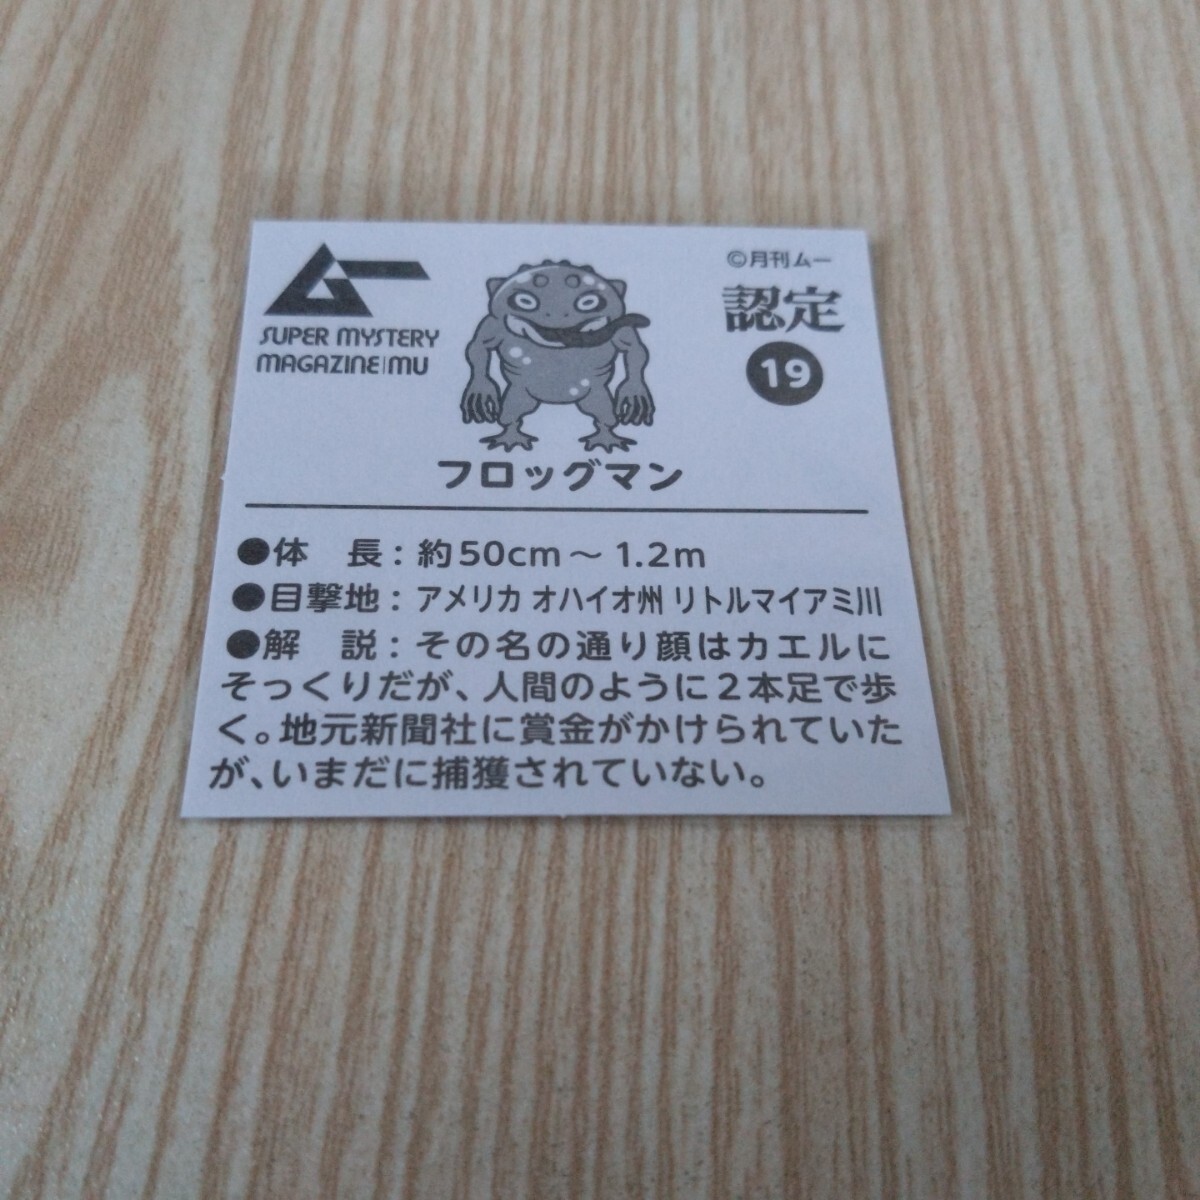 ムー
SUPER MYSTERY
MAGAZINE|MU
©月刊ムー
認定
19
フロッグマン
●体　長：約50cm～1.2m
●目撃地：アメリカ オハイオ州 リトルマイアミ川
●解　説：その名の通り顔はカエルに
そっくりだが、人間のように２本足で歩
く。地元新聞社に賞金がかけられていた
が、いまだに捕獲されていない。